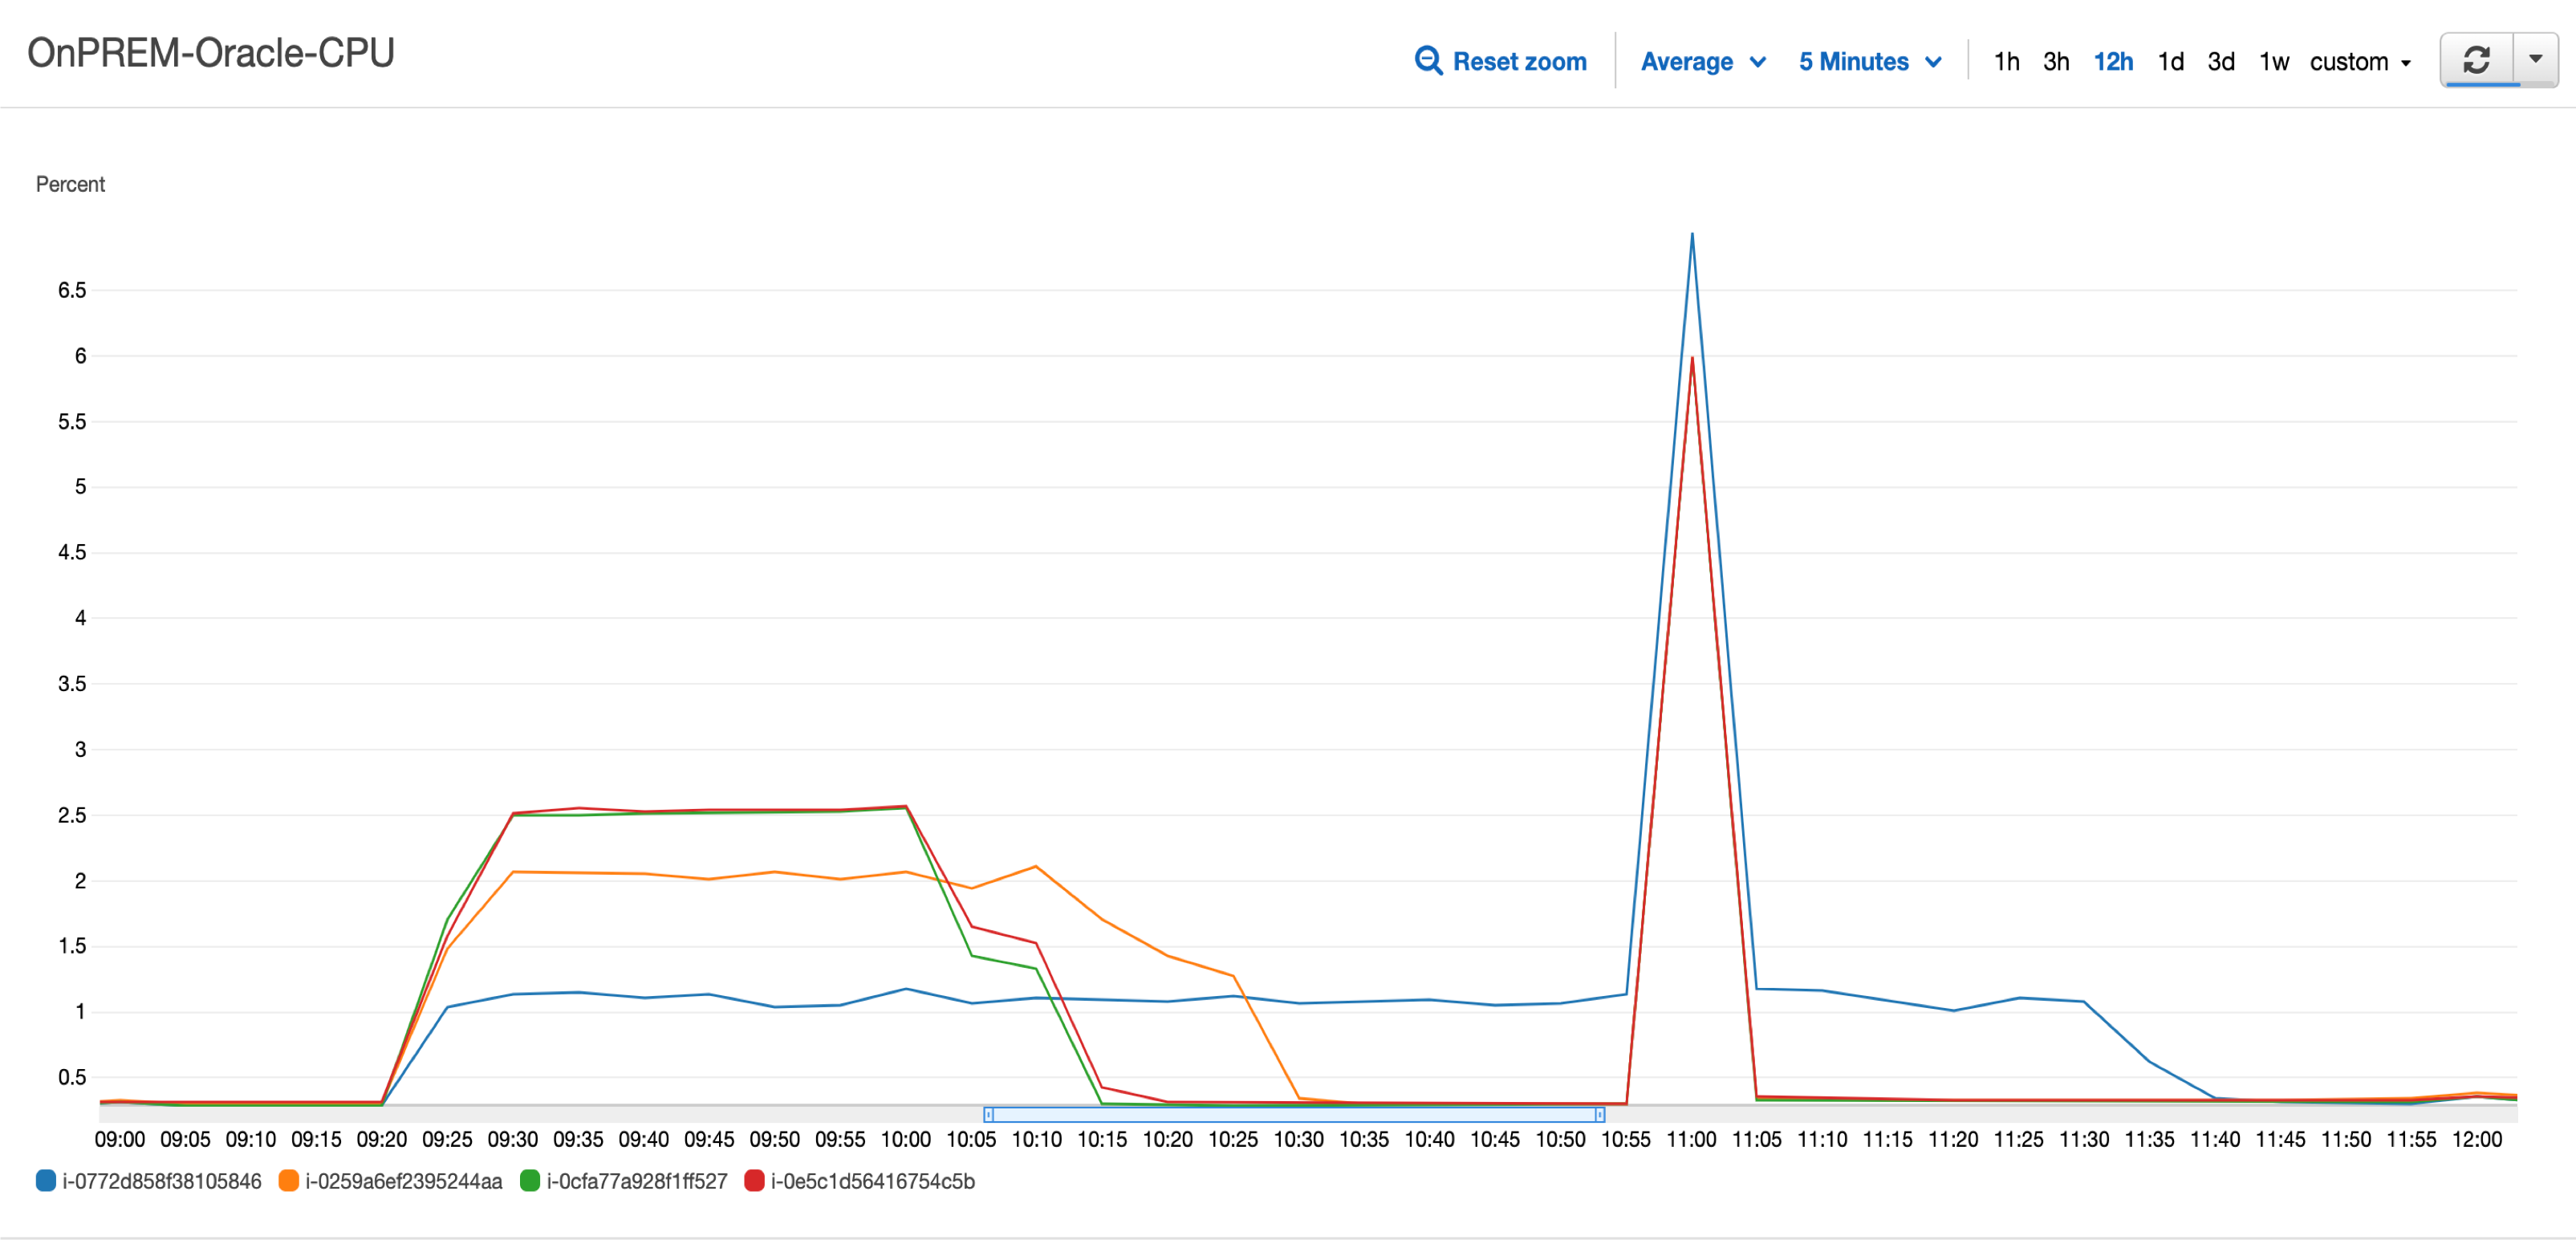 OnPREM-Oracle-CPU
Reset zoom Average 5 Minutes 1h 3h 12h 1d 3d 1w custom
Percent
6.5
6
5.5
5
4.5
4
3.5
3
2.5
2
1.5
1
0.5
09:00 09:05 09:10 09:15 09:20 09:25 09:30 09:35 09:40 09:45 09:50 09:55 10:00 10:05 10:10 10:15 10:20 10:25 10:30 10:35 10:40 10:45 10:50 10:55 11:00 11:05 11:10 11:15 11:20 11:25 11:30 11:35 11:40 11:45 11:50 11:55 12:00
i-0772d858f38105846 i-0259a6ef2395244aa i-0cfa77a928f1ff527 i-0e5c1d56416754c5b